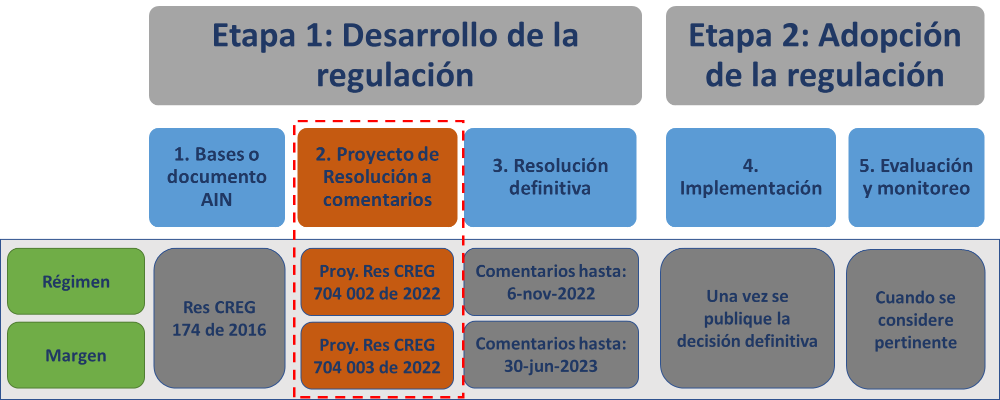 Etapa 1: Desarrollo de la
regulación
Etapa 2: Adopción
de la regulación
1. Bases o
documento
AIN
2. Proyecto de
Resolución a
comentarios
3. Resolución
definitiva
4.
Implementación
5. Evaluación
y monitoreo
Régimen
Margen
Res CREG
174 de 2016
Proy. Res CREG
704 002 de 2022
Proy. Res CREG
704 003 de 2022
Comentarios hasta:
6-nov-2022
Comentarios hasta:
30-jun-2023
Una vez se
publique la
decisión definitiva
Cuando se
considere
pertinente